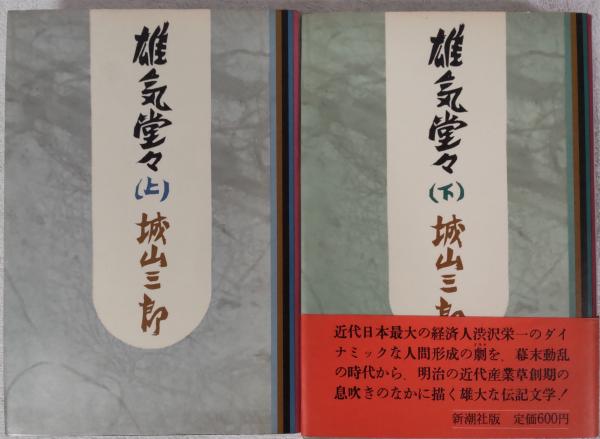 雄気堂々
(上)
城山三郎
雄気堂々
(下)
城山三郎
近代日本最大の経済人渋沢栄一のダイ
ナミックな人間形成の劇を、幕末動乱
の時代から、明治の近代産業草創期の
息吹きのなかに描く雄大な伝記文学!
新潮社版 定価600円